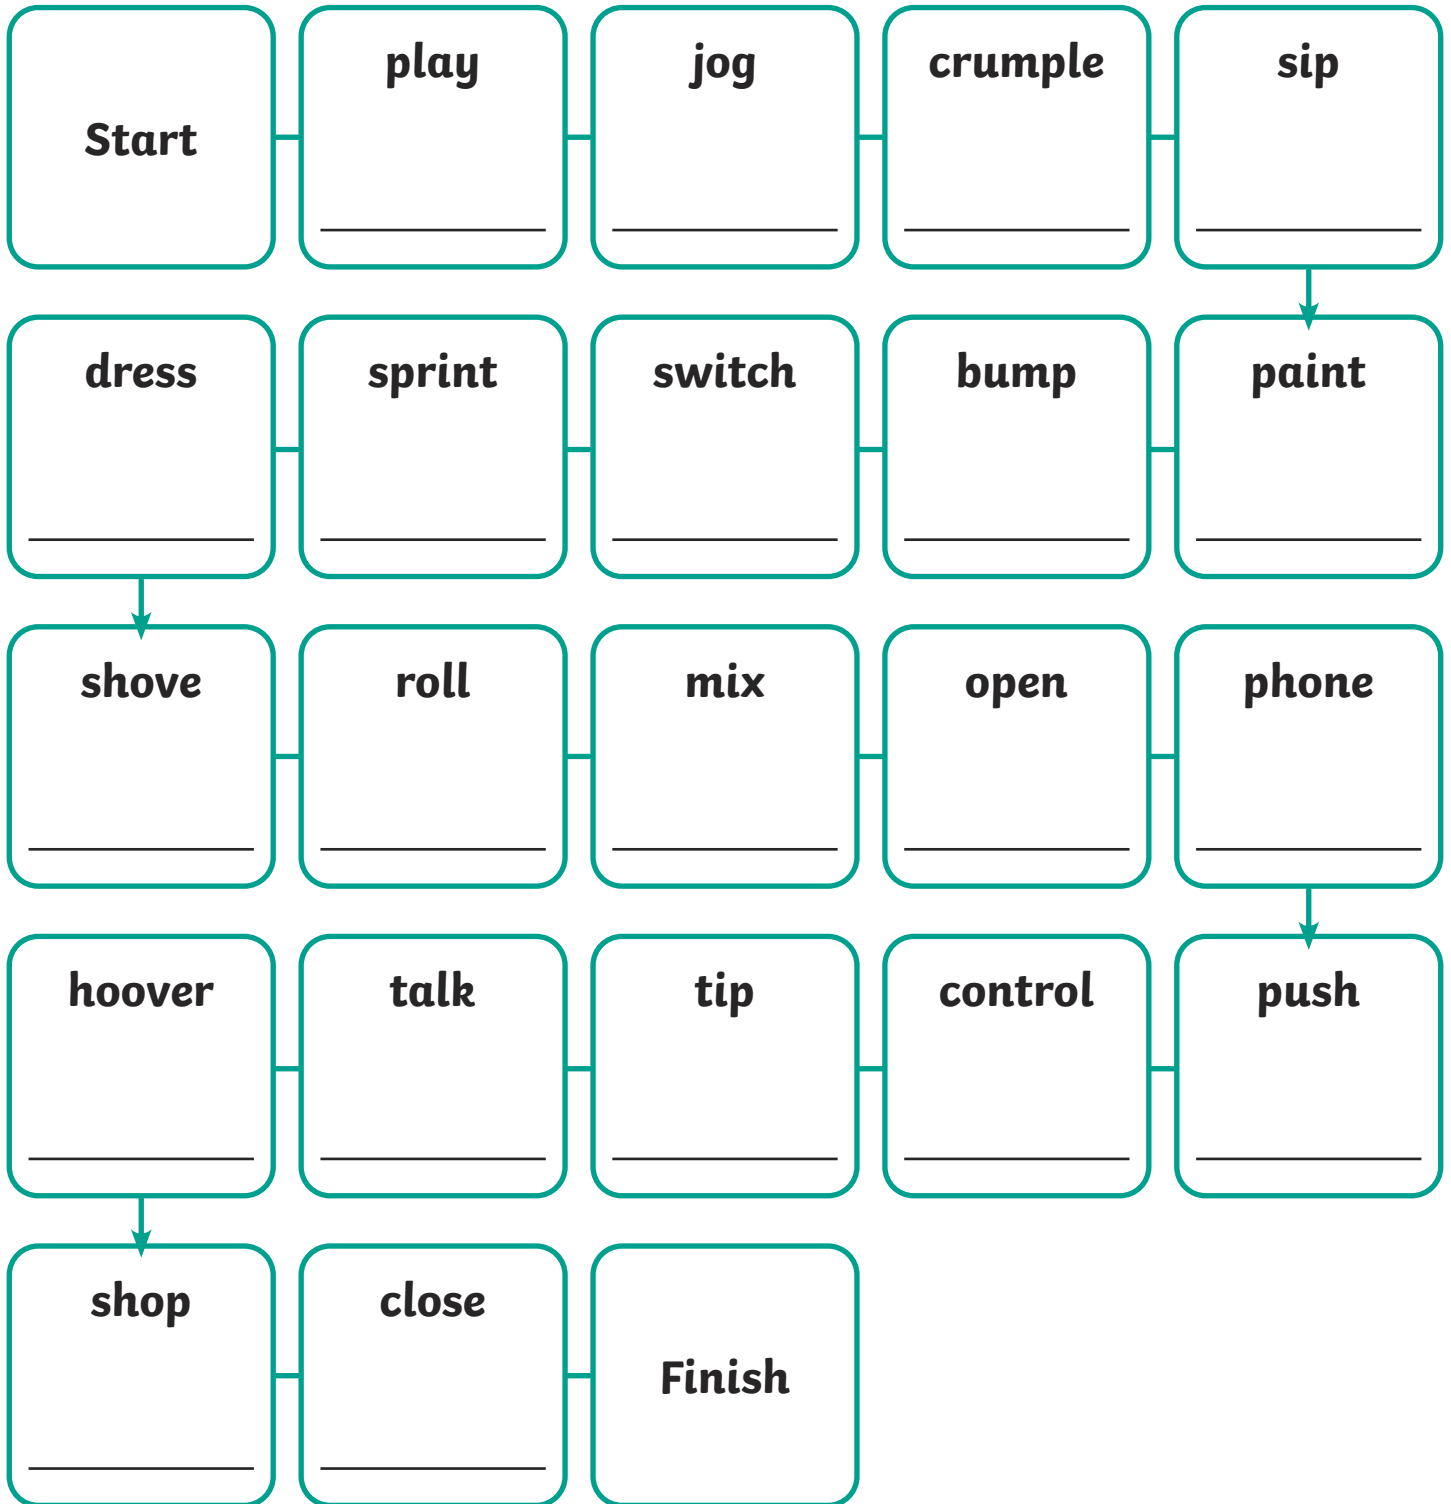 Start play jog crumple sip
dress sprint switch bump paint
shove roll mix open phone
hoover talk tip control push
shop close Finish